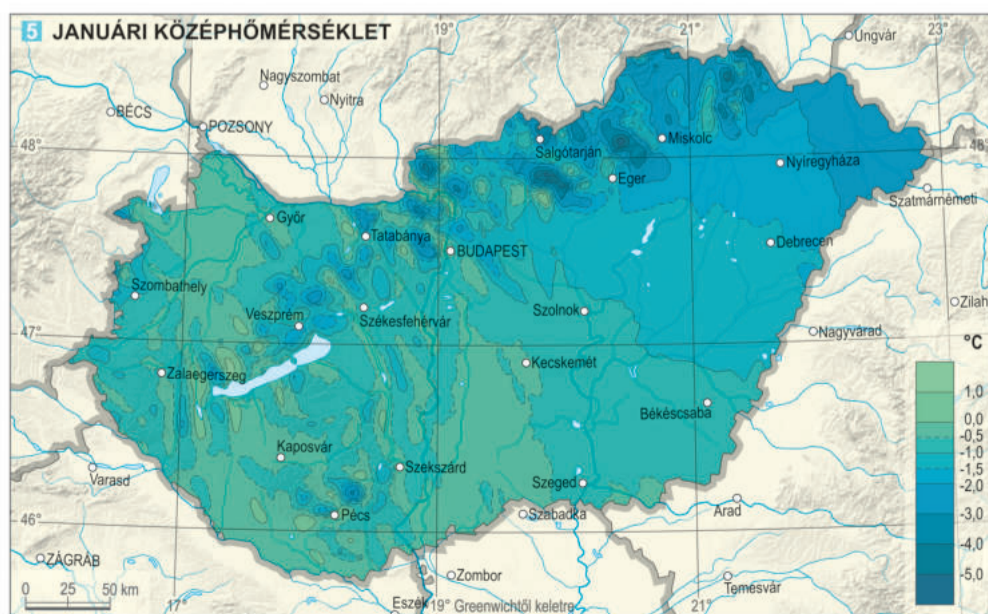 5 JANUÁRI KÖZÉPHŐMÉRSÉKLET
19°
21°
23°
Ungvár
Nagyszombat
Nyitra
BÉCS
POZSONY
48°
48°
Salgótarján
Miskolc
Eger
Nyíregyháza
Szatmárnémeti
Győr
Tatabánya
BUDAPEST
Debrecen
Szombathely
Veszprém
Székesfehérvár
Szolnok
Zilah
47°
Nagyvárad
Zalaegerszeg
Kecskemét
°C
Békéscsaba
1,0
0,0
-0,5
-1,0
-1,5
-2,0
-3,0
-4,0
-5,0
Kaposvár
Szekszárd
Varasd
Szeged
46°
Pécs
Szabadka
Arad
ZÁGRÁB
Zombor
Temesvár
0 25 50 km
17°
Eszék
19° Greenwichtől keletre
21°